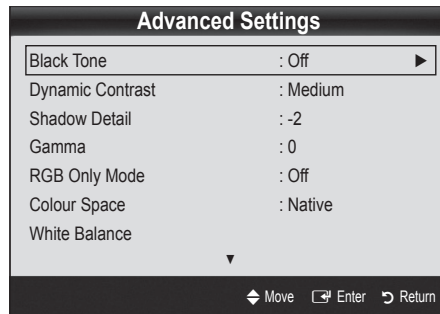 Advanced Settings
Black Tone : Off ►
Dynamic Contrast : Medium
Shadow Detail : -2
Gamma : 0
RGB Only Mode : Off
Colour Space : Native
White Balance
▼
Move Enter Return